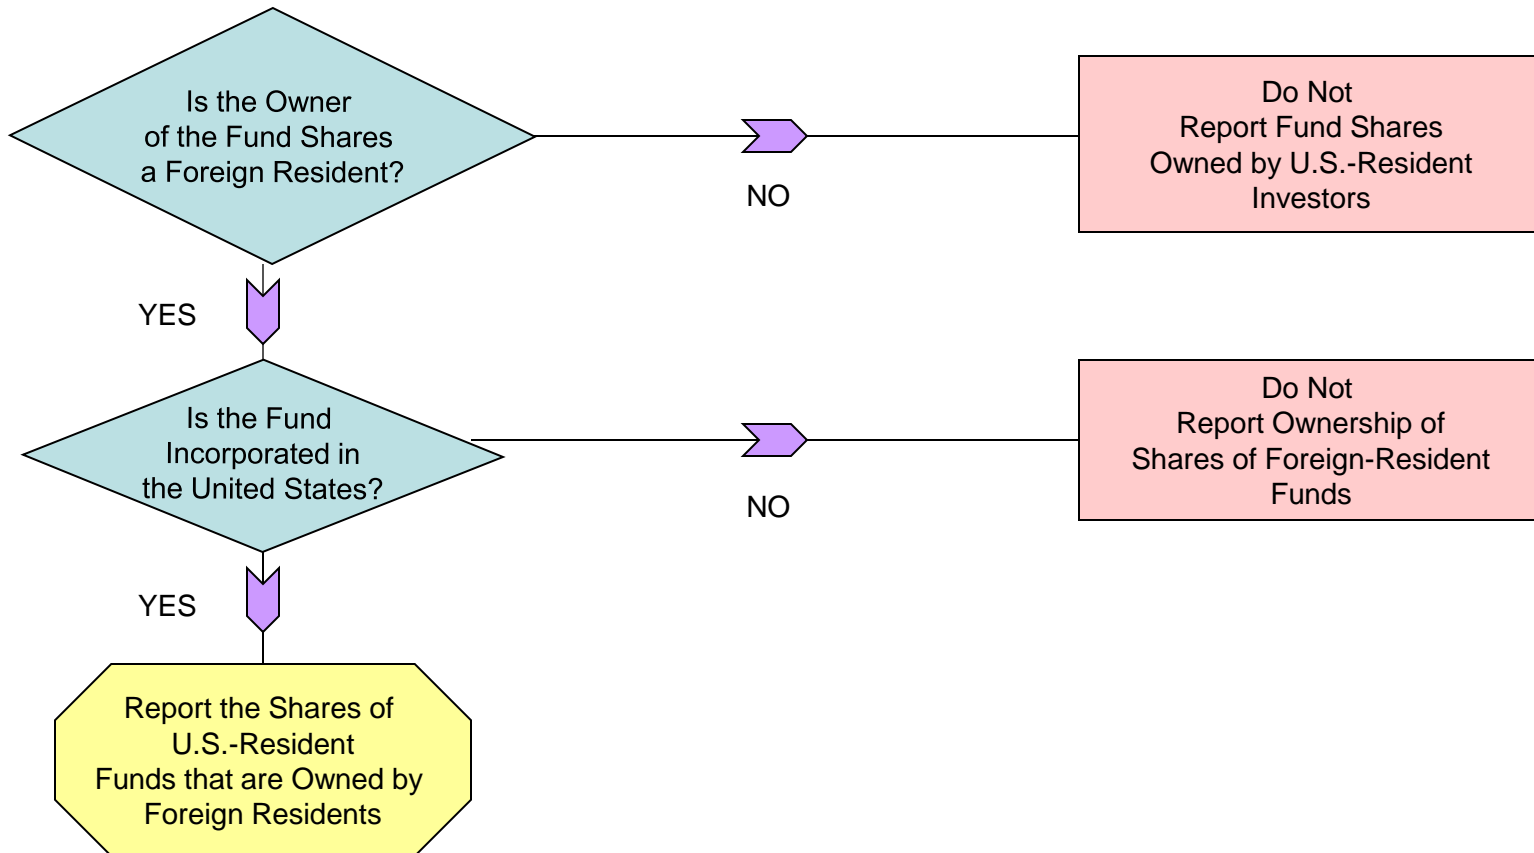 Is the Owner
of the Fund Shares
a Foreign Resident?
NO
Do Not
Report Fund Shares
Owned by U.S.-Resident
Investors
YES
Is the Fund
Incorporated in
the United States?
NO
Do Not
Report Ownership of
Shares of Foreign-Resident
Funds
YES
Report the Shares of
U.S.-Resident
Funds that are Owned by
Foreign Residents